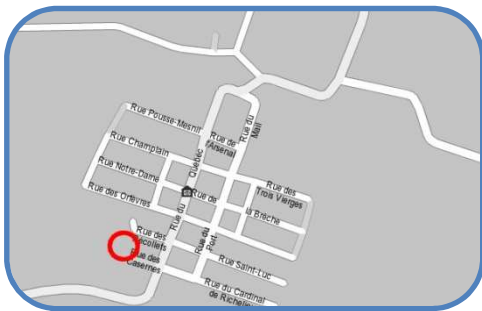 Rue Pousse-Mesnil
Rue du
Mail
Rue de
l'Arsenal
Rue Champlain
Québec
Rue Notre-Dame
Rue des
Trois Vierges
Rue des Orfèvres
Rue de
la Brèche
Rue du
Rue des
Récollets
Rue du
Port
Rue des
Casernes
Rue Saint-Luc
Rue du Cardinal
de Richelieu